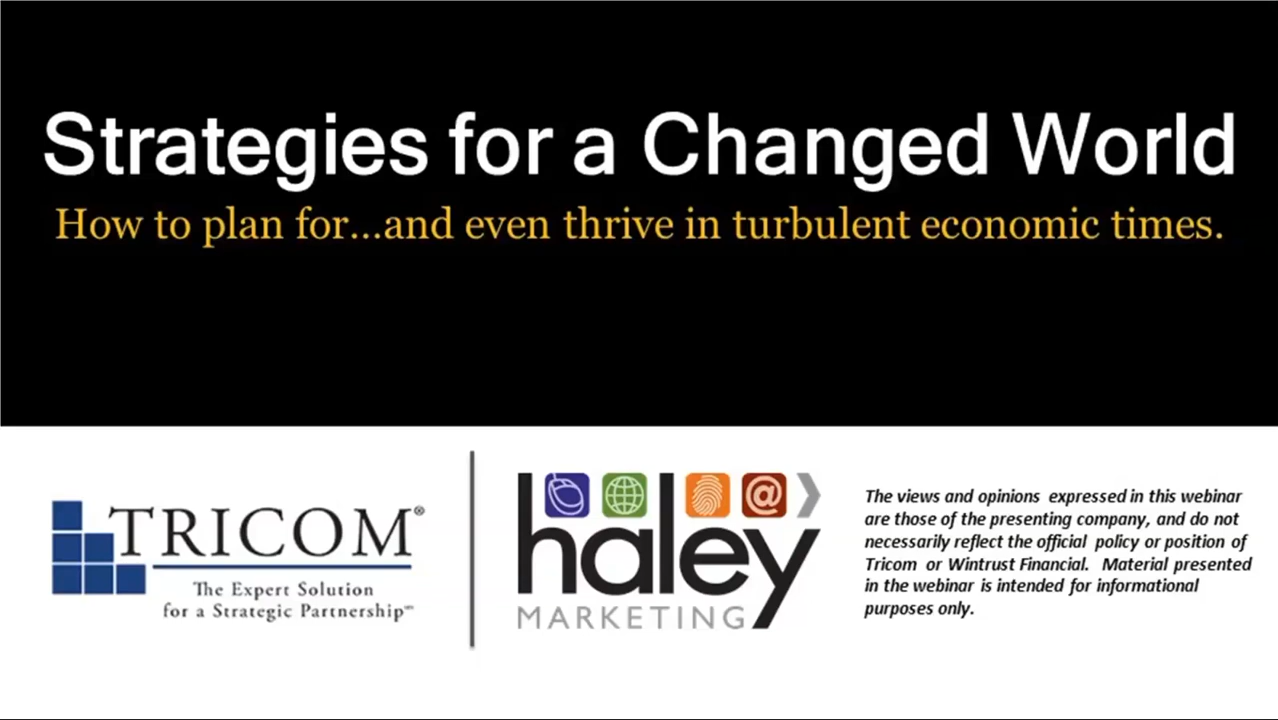 Strategies for a Changed World
How to plan for...and even thrive in turbulent economic times.
TRICOM®
The Expert Solution
for a Strategic Partnership℠
haley
MARKETING
The views and opinions expressed in this webinar
are those of the presenting company, and do not
necessarily reflect the official policy or position of
Tricom or Wintrust Financial. Material presented
in the webinar is intended for informational
purposes only.